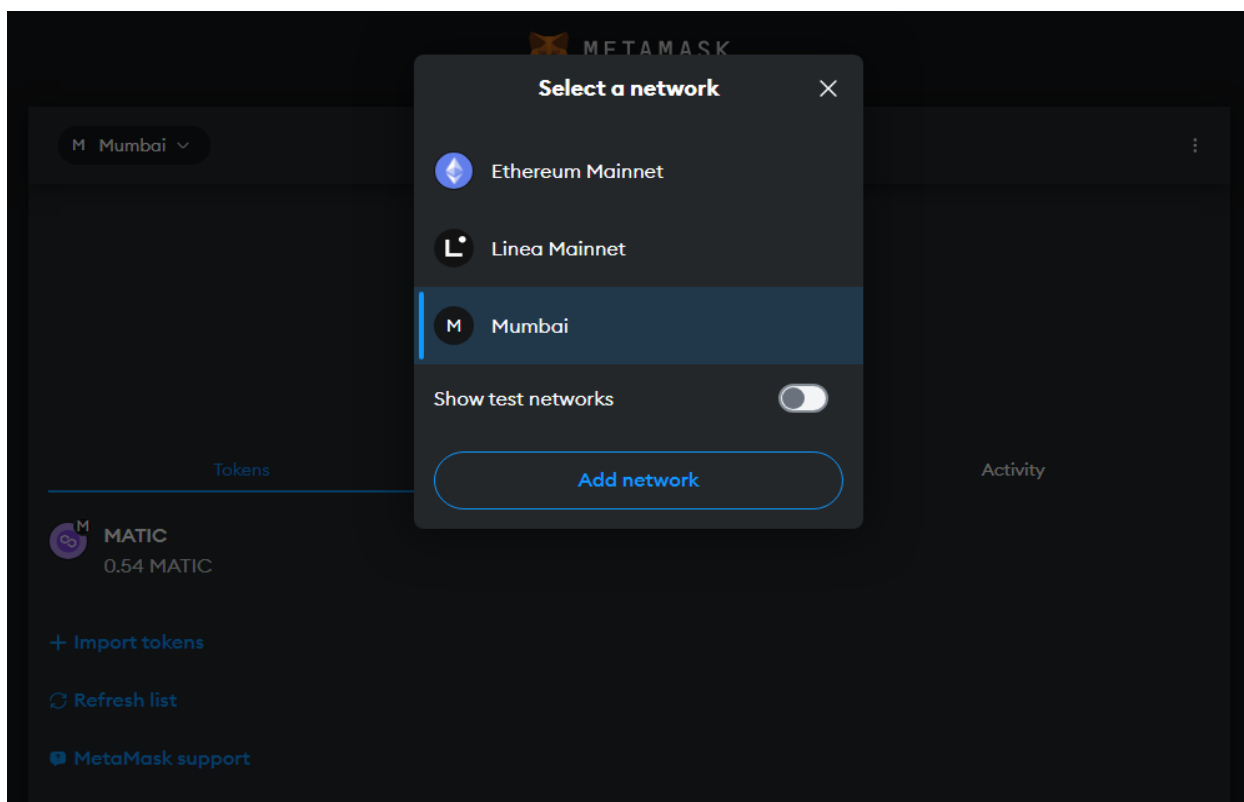 METAMASK
Select a network
M Mumbai
Ethereum Mainnet
L Linea Mainnet
M Mumbai
Show test networks
Tokens
Activity
Add network
M
MATIC
0.54 MATIC
+ Import tokens
Refresh list
MetaMask support